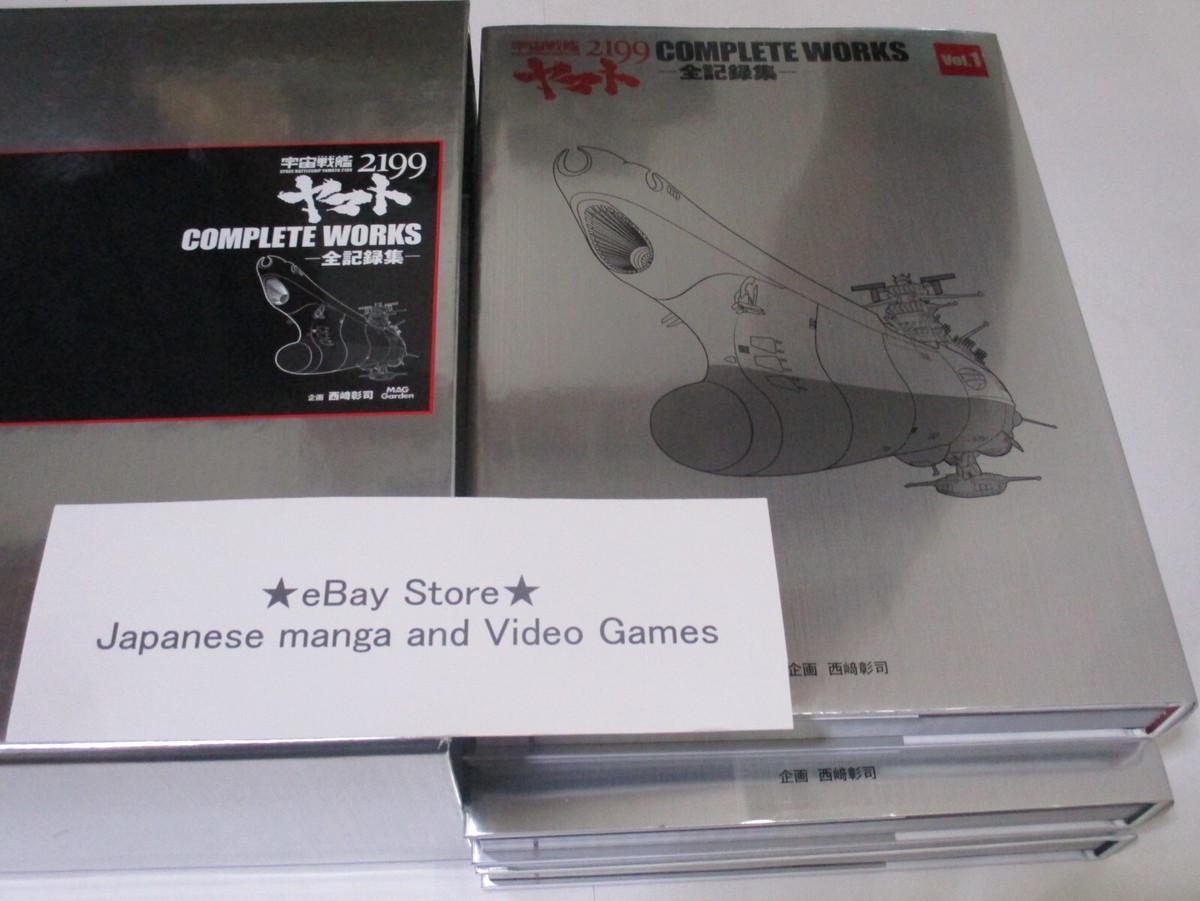 宇宙戦艦 2199
SPACE BATTLESHIP YAMATO 2199
ヤマト
COMPLETE WORKS
─全記録集─
企画 西﨑彰司
MAG
Garden
宇宙戦艦 2199 COMPLETE WORKS
ヤマト ─全記録集─
Vol.1
企画 西﨑彰司
企画 西﨑彰司
★eBay Store★
Japanese manga and Video Games